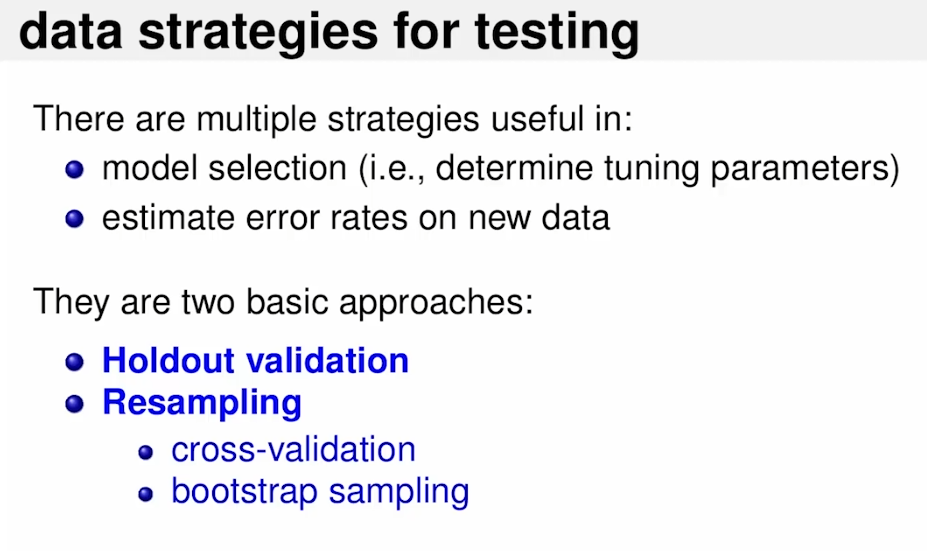 data strategies for testing
There are multiple strategies useful in:
model selection (i.e., determine tuning parameters)
estimate error rates on new data
They are two basic approaches:
Holdout validation
Resampling
cross-validation
bootstrap sampling